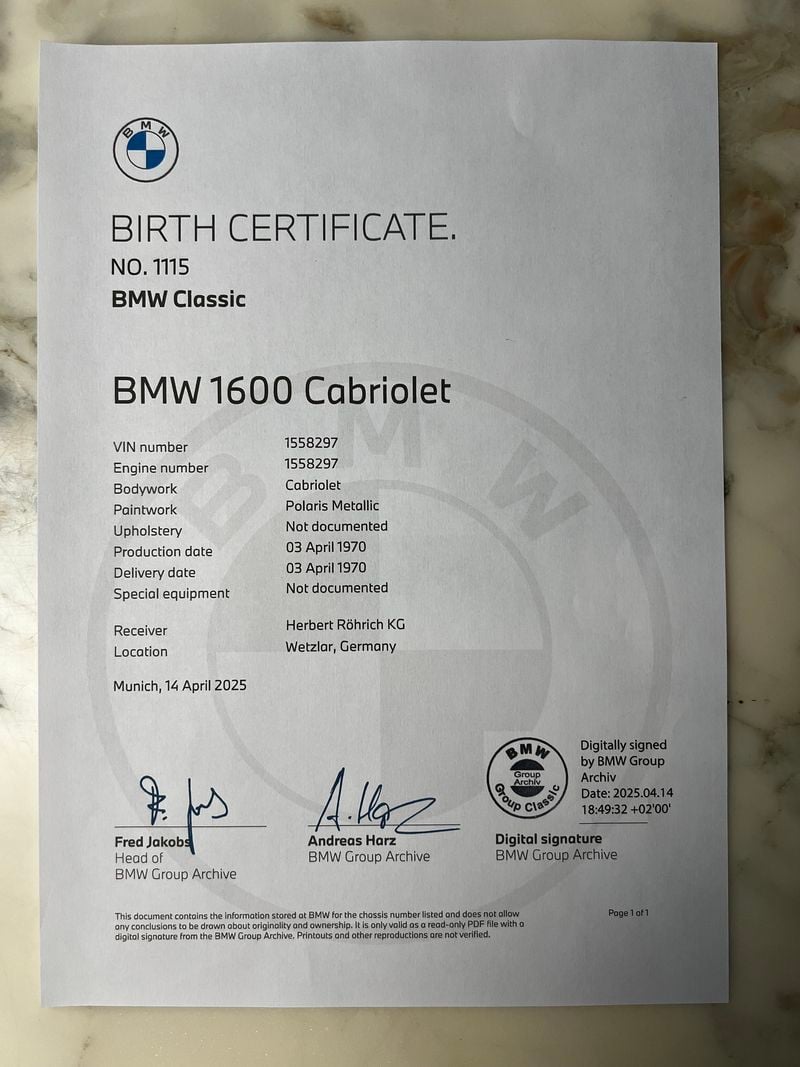 BMW
BIRTH CERTIFICATE.
NO. 1115
BMW Classic
BMW 1600 Cabriolet
BMW
VIN number 1558297
Engine number 1558297
Bodywork Cabriolet
Paintwork Polaris Metallic
Upholstery Not documented
Production date 03 April 1970
Delivery date 03 April 1970
Special equipment Not documented
Receiver Herbert Röhrich KG
Location Wetzlar, Germany
Munich, 14 April 2025
BMW
Group
Archiv
Group Classic
Digitally signed
by BMW Group
Archiv
Date: 2025.04.14
18:49:32 +02'00'
A. Harz
Fred Jakobs
Head of
BMW Group Archive
Andreas Harz
BMW Group Archive
Digital signature
BMW Group Archive
This document contains the information stored at BMW for the chassis number listed and does not allow
any conclusions to be drawn about originality and ownership. It is only valid as a read-only PDF file with a
digital signature from the BMW Group Archive. Printouts and other reproductions are not verified.
Page 1 of 1